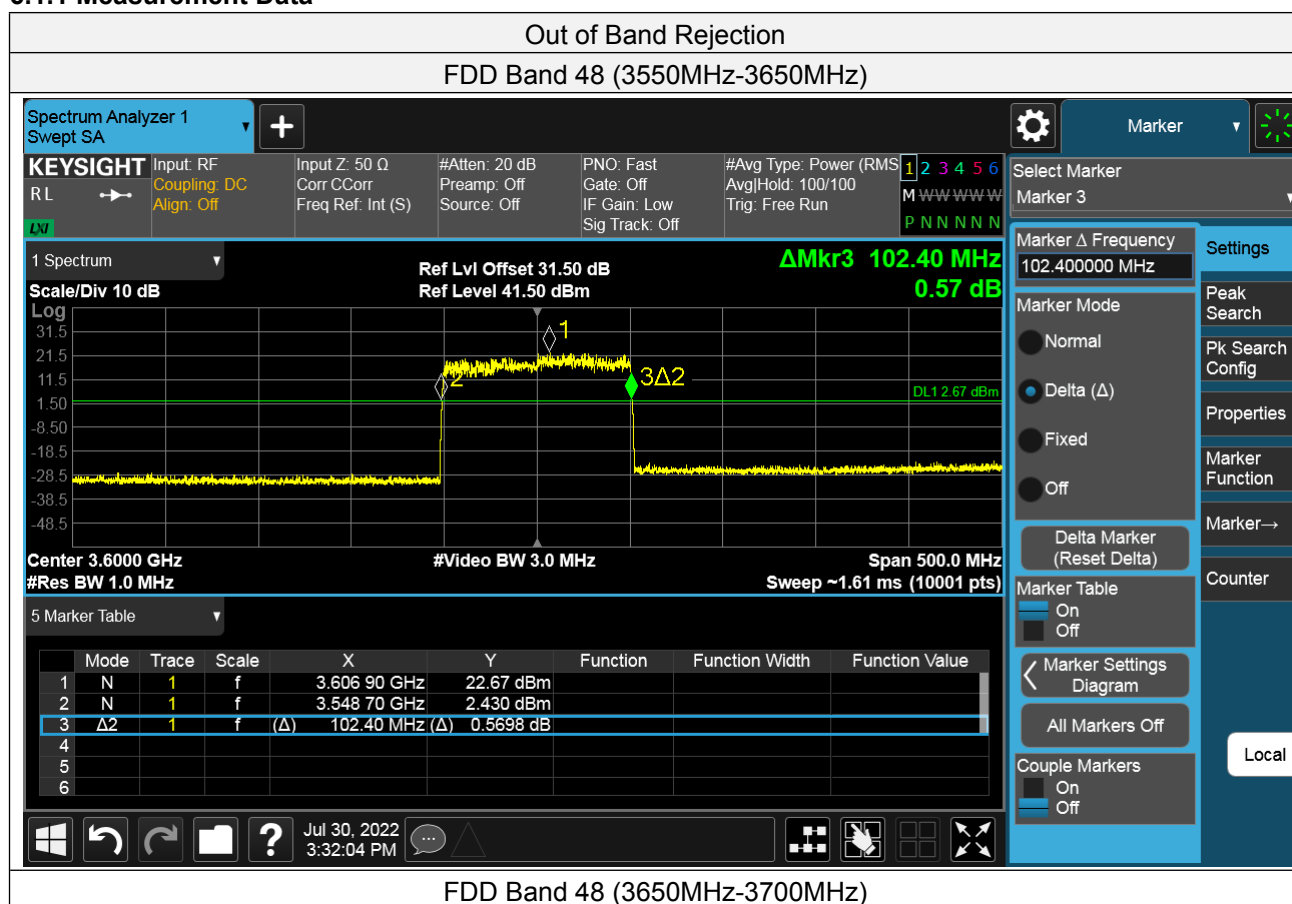 6.1.1 Measurement Data
Out of Band Rejection
FDD Band 48 (3550MHz-3650MHz)
Spectrum Analyzer 1
Swept SA
+
Marker
KEYSIGHT
RL
LXI
Input: RF
Coupling: DC
Align: Off
Input Z: 50 Ω
Corr CCorr
Freq Ref: Int (S)
#Atten: 20 dB
Preamp: Off
Source: Off
PNO: Fast
Gate: Off
IF Gain: Low
Sig Track: Off
#Avg Type: Power (RMS
Avg|Hold: 100/100
Trig: Free Run
1 2 3 4 5 6
M W W W W W
P N N N N N
Select Marker
Marker 3
1 Spectrum
Scale/Div 10 dB
Ref Lvl Offset 31.50 dB
Ref Level 41.50 dBm
ΔMkr3 102.40 MHz
0.57 dB
Log
31.5
21.5
11.5
1.50
-8.50
-18.5
-28.5
-38.5
-48.5
1
2
3Δ2
DL1 2.67 dBm
Center 3.6000 GHz
#Res BW 1.0 MHz
#Video BW 3.0 MHz
Span 500.0 MHz
Sweep ~1.61 ms (10001 pts)
Marker Δ Frequency
102.400000 MHz
Marker Mode
Normal
Delta (Δ)
Fixed
Off
Delta Marker
(Reset Delta)
Marker Table
On
Off
Marker Settings
Diagram
All Markers Off
Couple Markers
On
Off
Settings
Peak
Search
Pk Search
Config
Properties
Marker
Function
Marker→
Counter
Local
5 Marker Table
Mode Trace Scale X Y Function Function Width Function Value
1 N 1 f 3.606 90 GHz 22.67 dBm
2 N 1 f 3.548 70 GHz 2.430 dBm
3 Δ2 1 f (Δ) 102.40 MHz (Δ) 0.5698 dB
4
5
6
?
Jul 30, 2022
3:32:04 PM
FDD Band 48 (3650MHz-3700MHz)